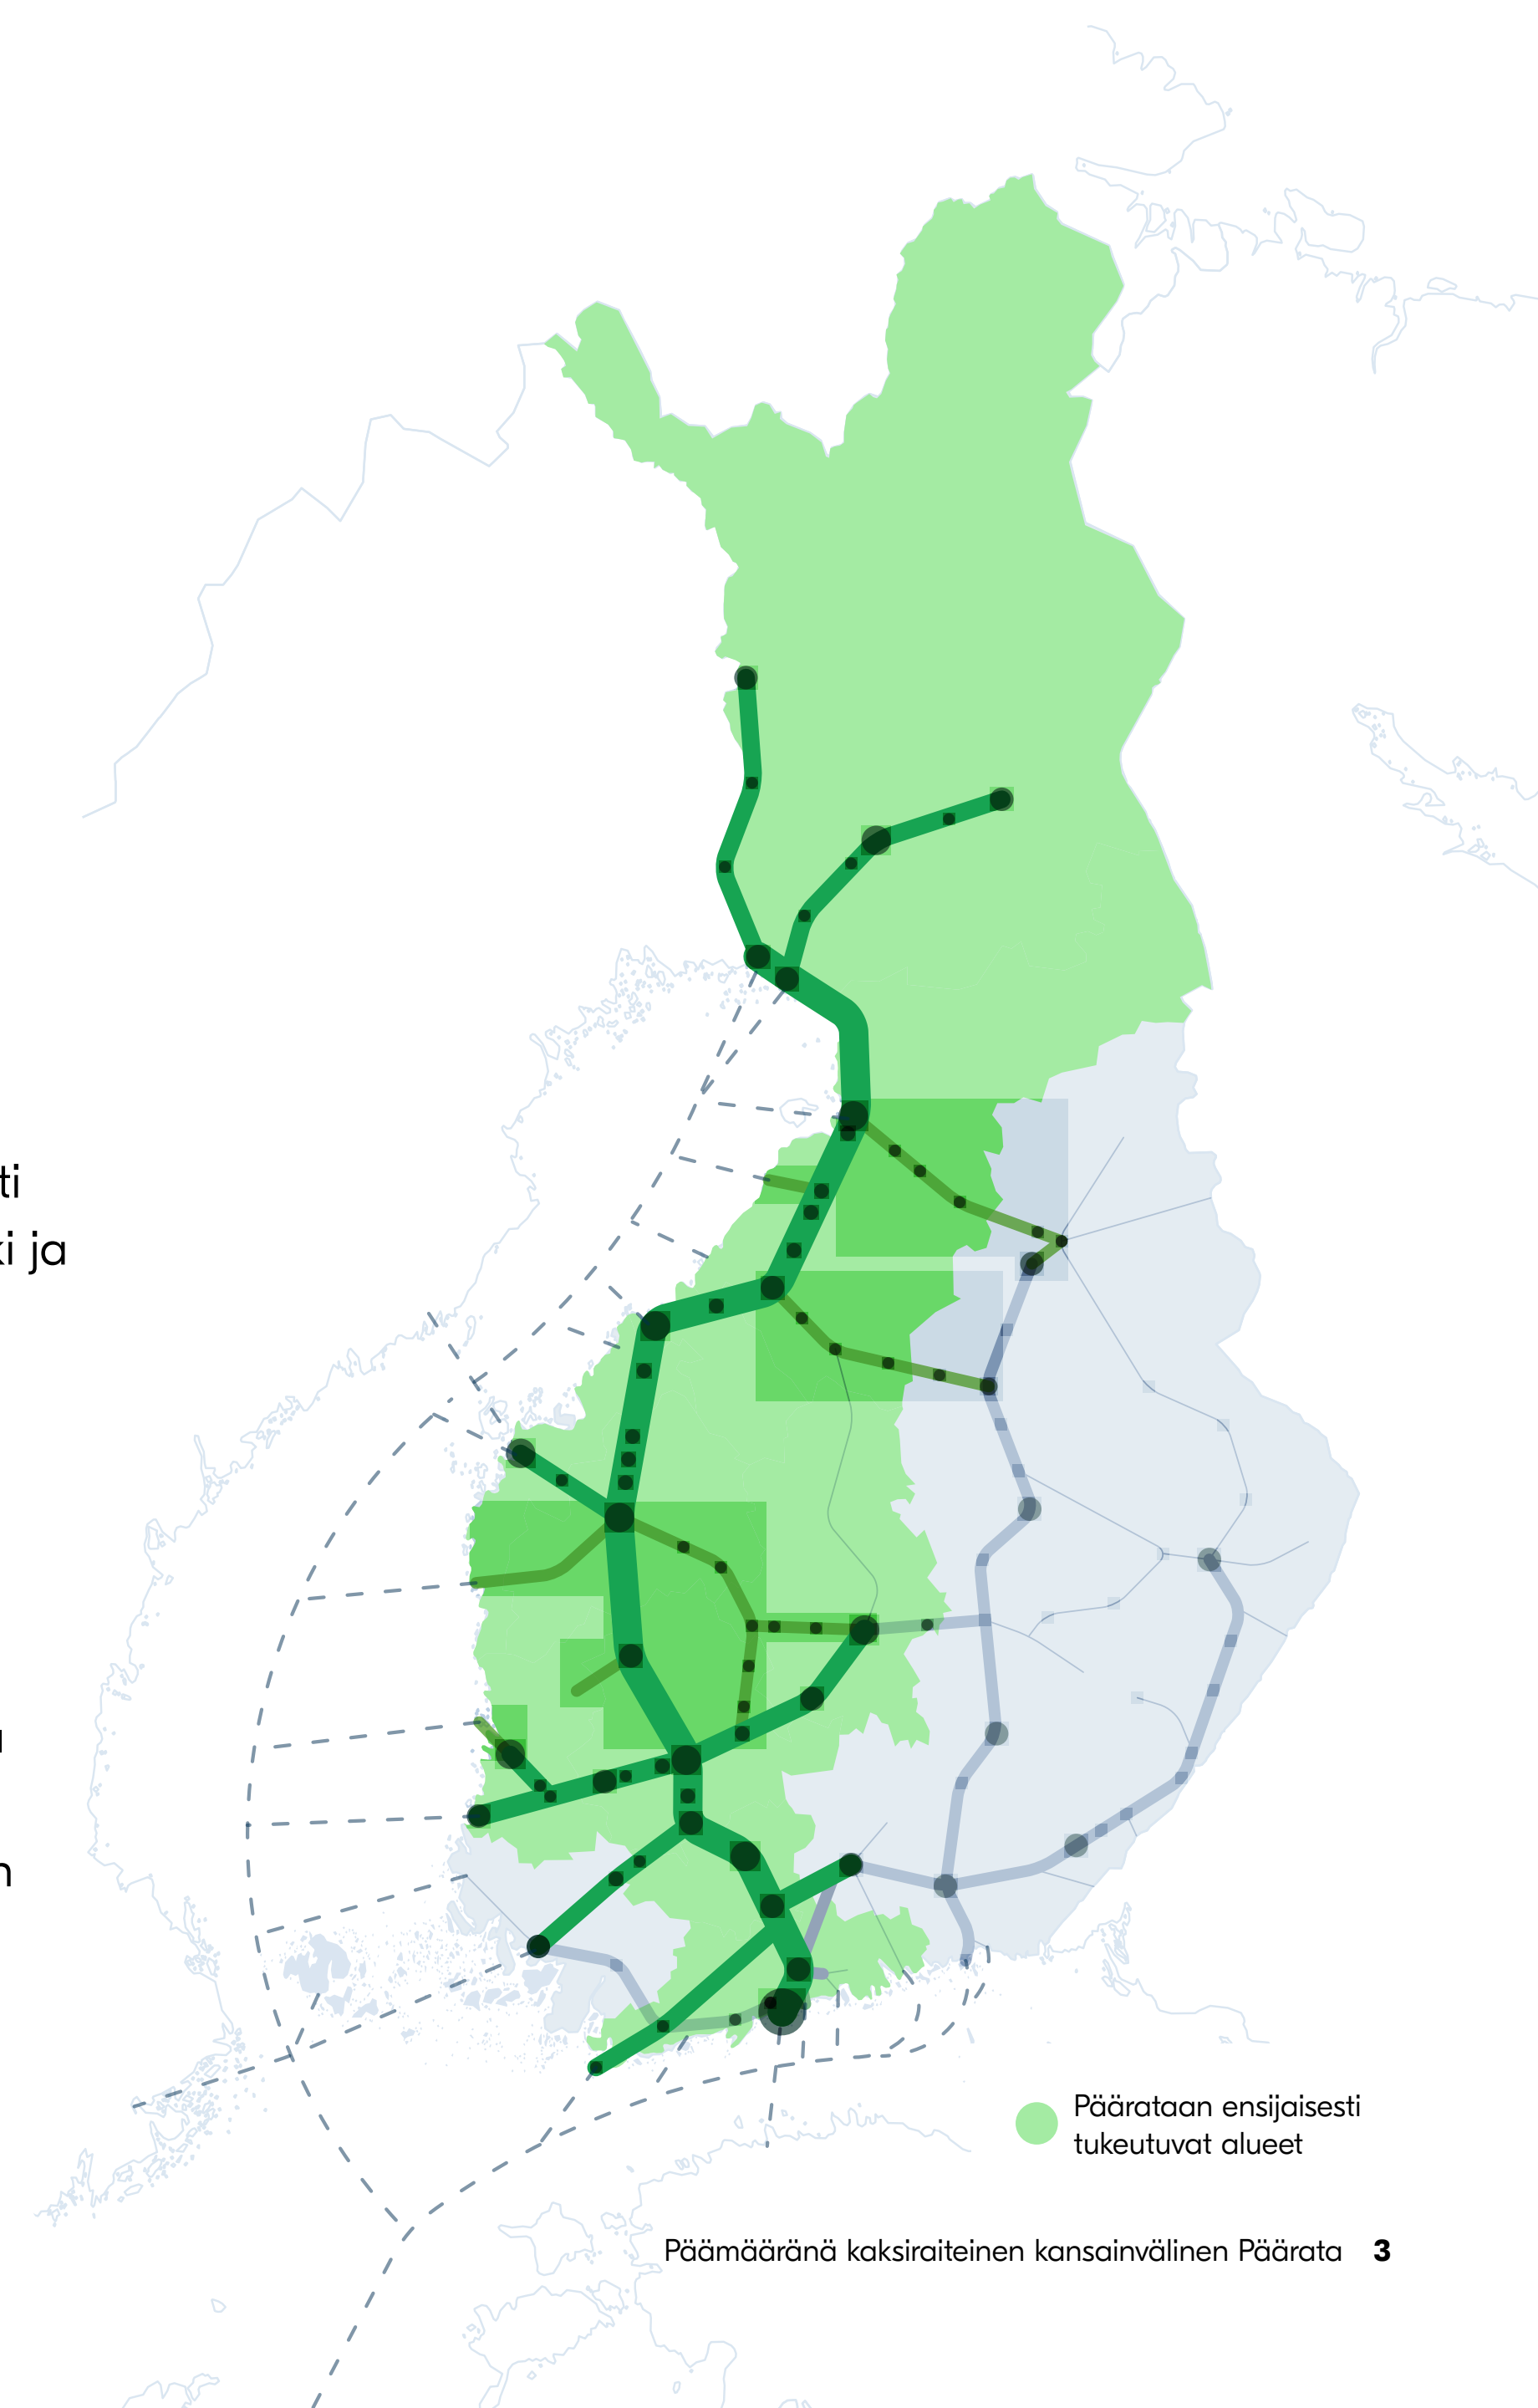 ti
ki ja
n
Päärataan ensijaisesti
tukeutuvat alueet
Päämääränä kaksiraiteinen kansainvälinen Päärata 3